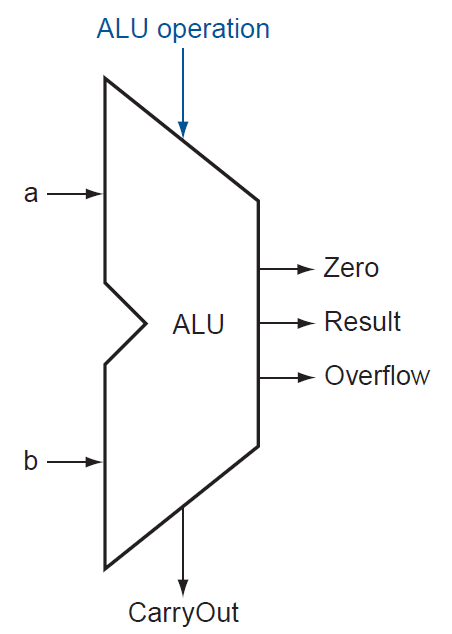 ALU operation
a
Zero
ALU
Result
Overflow
b
CarryOut